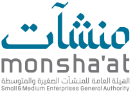 منشآت
monsha'at
الهيئة العامة للمنشآت الصغيرة والمتوسطة
Small & Medium Enterprises General Authority